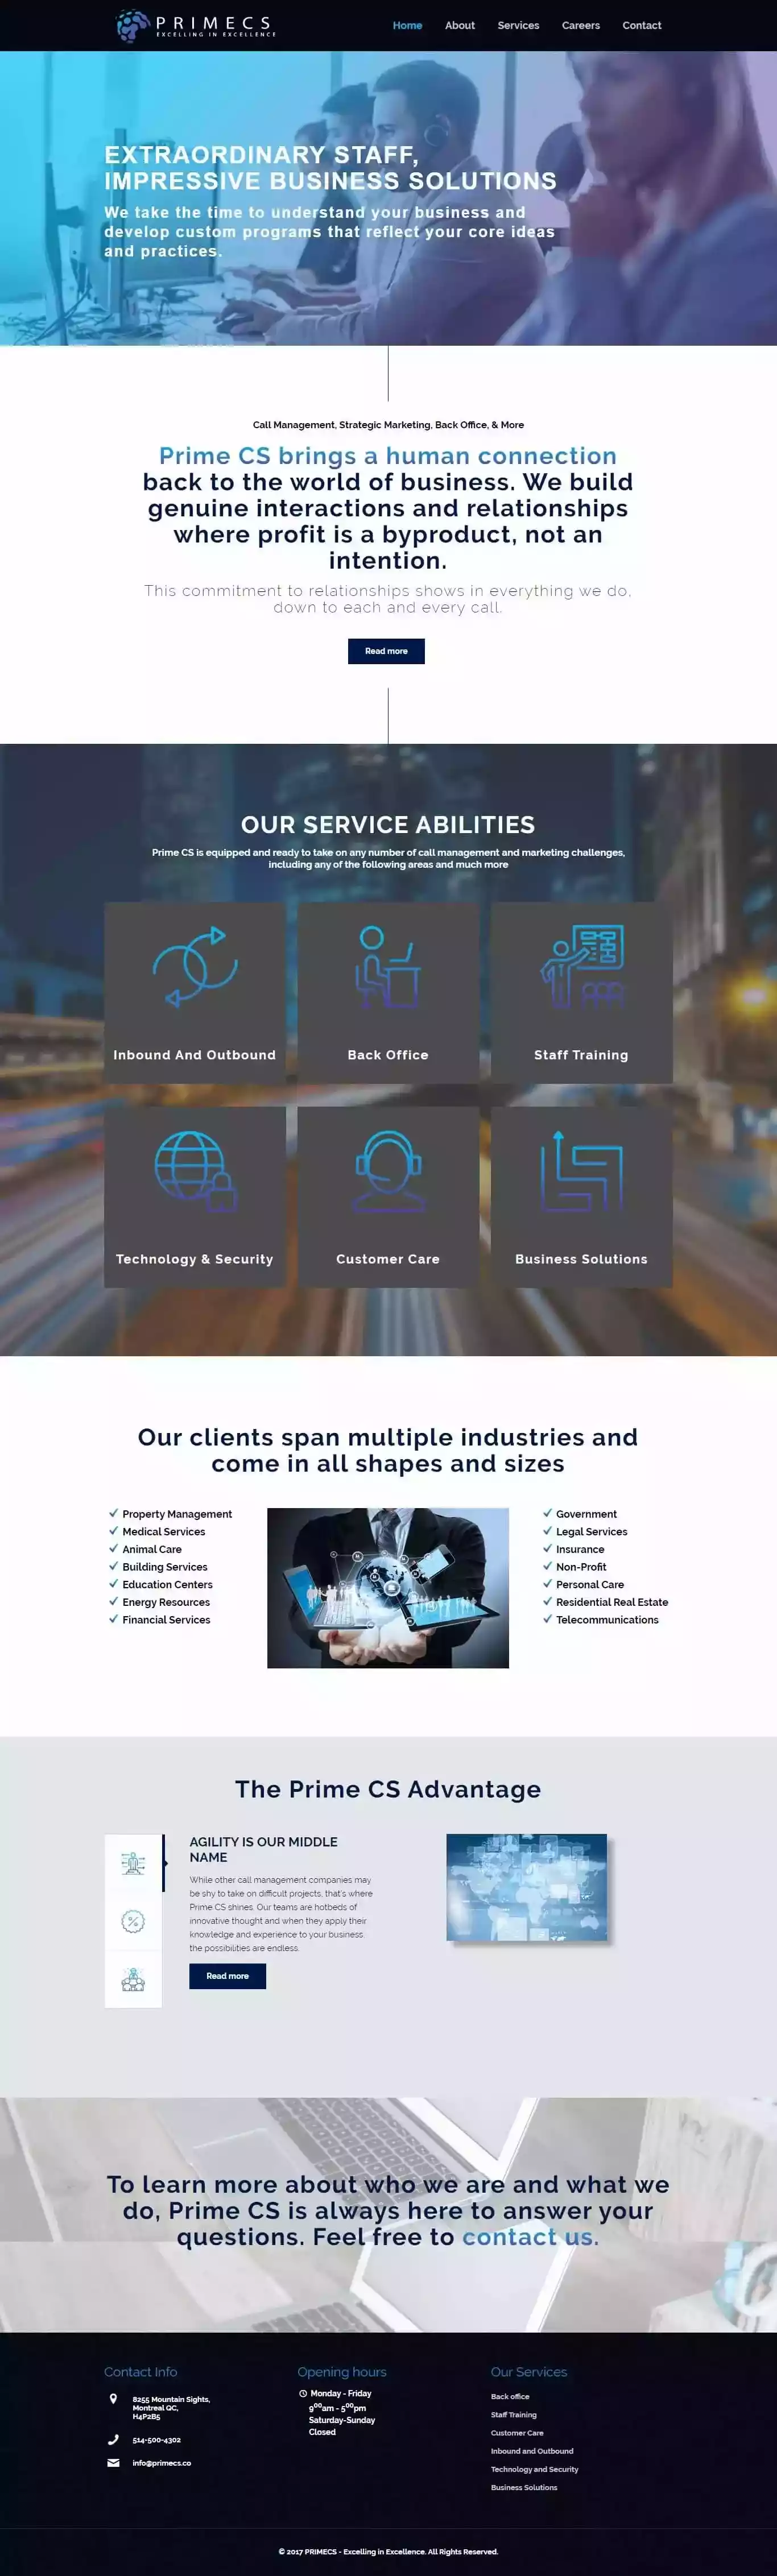 PRIMECS
EXCELLING IN EXCELLENCE
Home About Services Careers Contact
EXTRAORDINARY STAFF,
IMPRESSIVE BUSINESS SOLUTIONS
We take the time to understand your business and
develop custom programs that reflect your core ideas
and practices.
Call Management, Strategic Marketing, Back Office, & More
Prime CS brings a human connection
back to the world of business. We build
genuine interactions and relationships
where profit is a byproduct, not an
intention.
This commitment to relationships shows in everything we do,
down to each and every call.
Read more
OUR SERVICE ABILITIES
Prime CS is equipped and ready to take on any number of call management and marketing challenges,
including any of the following areas and much more
Inbound And Outbound
Back Office
Staff Training
Technology & Security
Customer Care
Business Solutions
Our clients span multiple industries and
come in all shapes and sizes
Property Management
Medical Services
Animal Care
Building Services
Education Centers
Energy Resources
Financial Services
Government
Legal Services
Insurance
Non-Profit
Personal Care
Residential Real Estate
Telecommunications
The Prime CS Advantage
AGILITY IS OUR MIDDLE
NAME
While other call management companies may
be shy to take on difficult projects, that's where
Prime CS shines. Our teams are hotbeds of
innovative thought and when they apply their
knowledge and experience to your business
the possibilities are endless.
Read more
To learn more about who we are and what we
do, Prime CS is always here to answer your
questions. Feel free to contact us.
Contact Info
8255 Mountain Sights,
Montreal QC,
H4P2B5
514-500-4302
info@primecs.co
Opening hours
Monday - Friday
9⁰⁰am - 5⁰⁰pm
Saturday-Sunday
Closed
Our Services
Back office
Staff Training
Customer Care
Inbound and Outbound
Technology and Security
Business Solutions
© 2017 PRIMECS - Excelling in Excellence. All Rights Reserved.